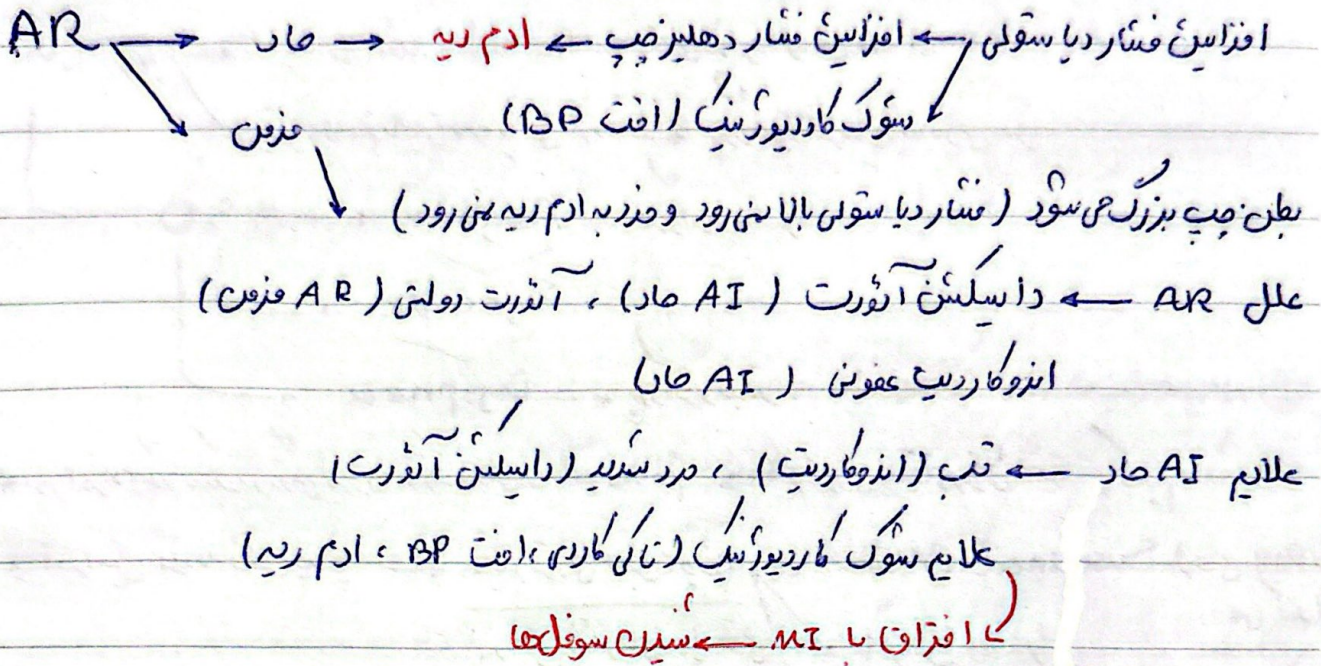 AR → حاد → افزایش فشار دیاستولی ← افزایش فشار دهلیز چپ ← ادم ریه
شوک کاردیوژنیک (افت BP)
مزمن
بطن چپ بزرگ می شود (فشار دیاستولی بالا نمی رود و فرد به ادم ریه نمی رود)
علل AR ← دایسکشن آئورت (AI حاد) ، آئورت دولتی (AR مزمن)
اندوکاردیت عفونی (AI حاد)
علایم AI حاد ← تب (اندوکاردیت) ، درد شدید (دایسکشن آئورت)
علایم شوک کاردیوژنیک (تاکی کاردی ، افت BP ، ادم ریه)
افتراق با MI ← شنیدن سوفل ها